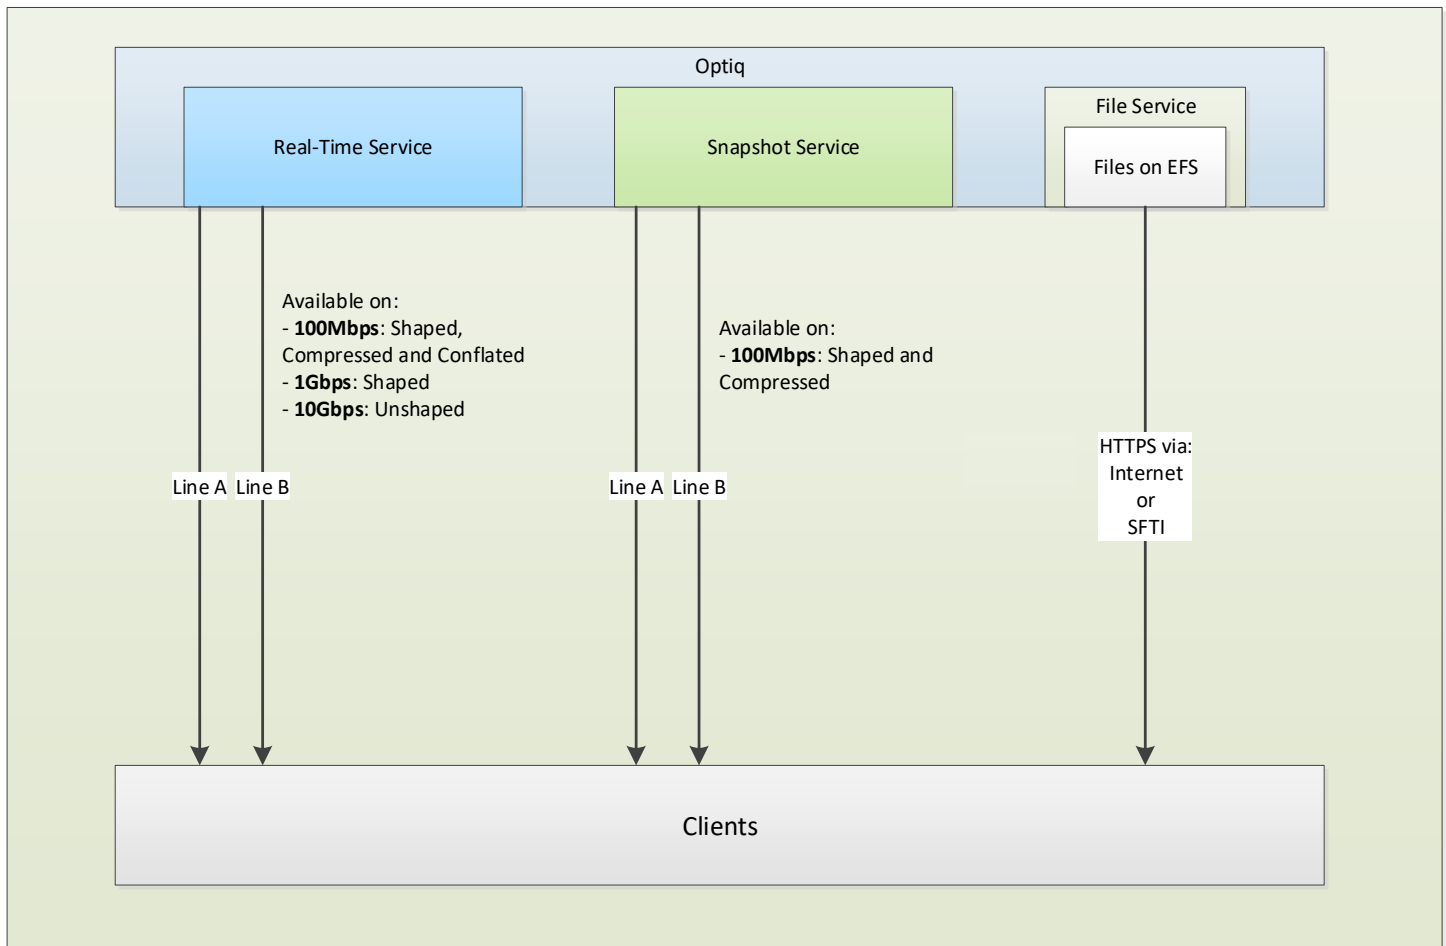 Optiq
Real-Time Service
Snapshot Service
File Service
Files on EFS
Available on:
- 100Mbps: Shaped,
Compressed and Conflated
- 1Gbps: Shaped
- 10Gbps: Unshaped
Available on:
- 100Mbps: Shaped and
Compressed
Line A
Line B
Line A
Line B
HTTPS via:
Internet
or
SFTI
Clients